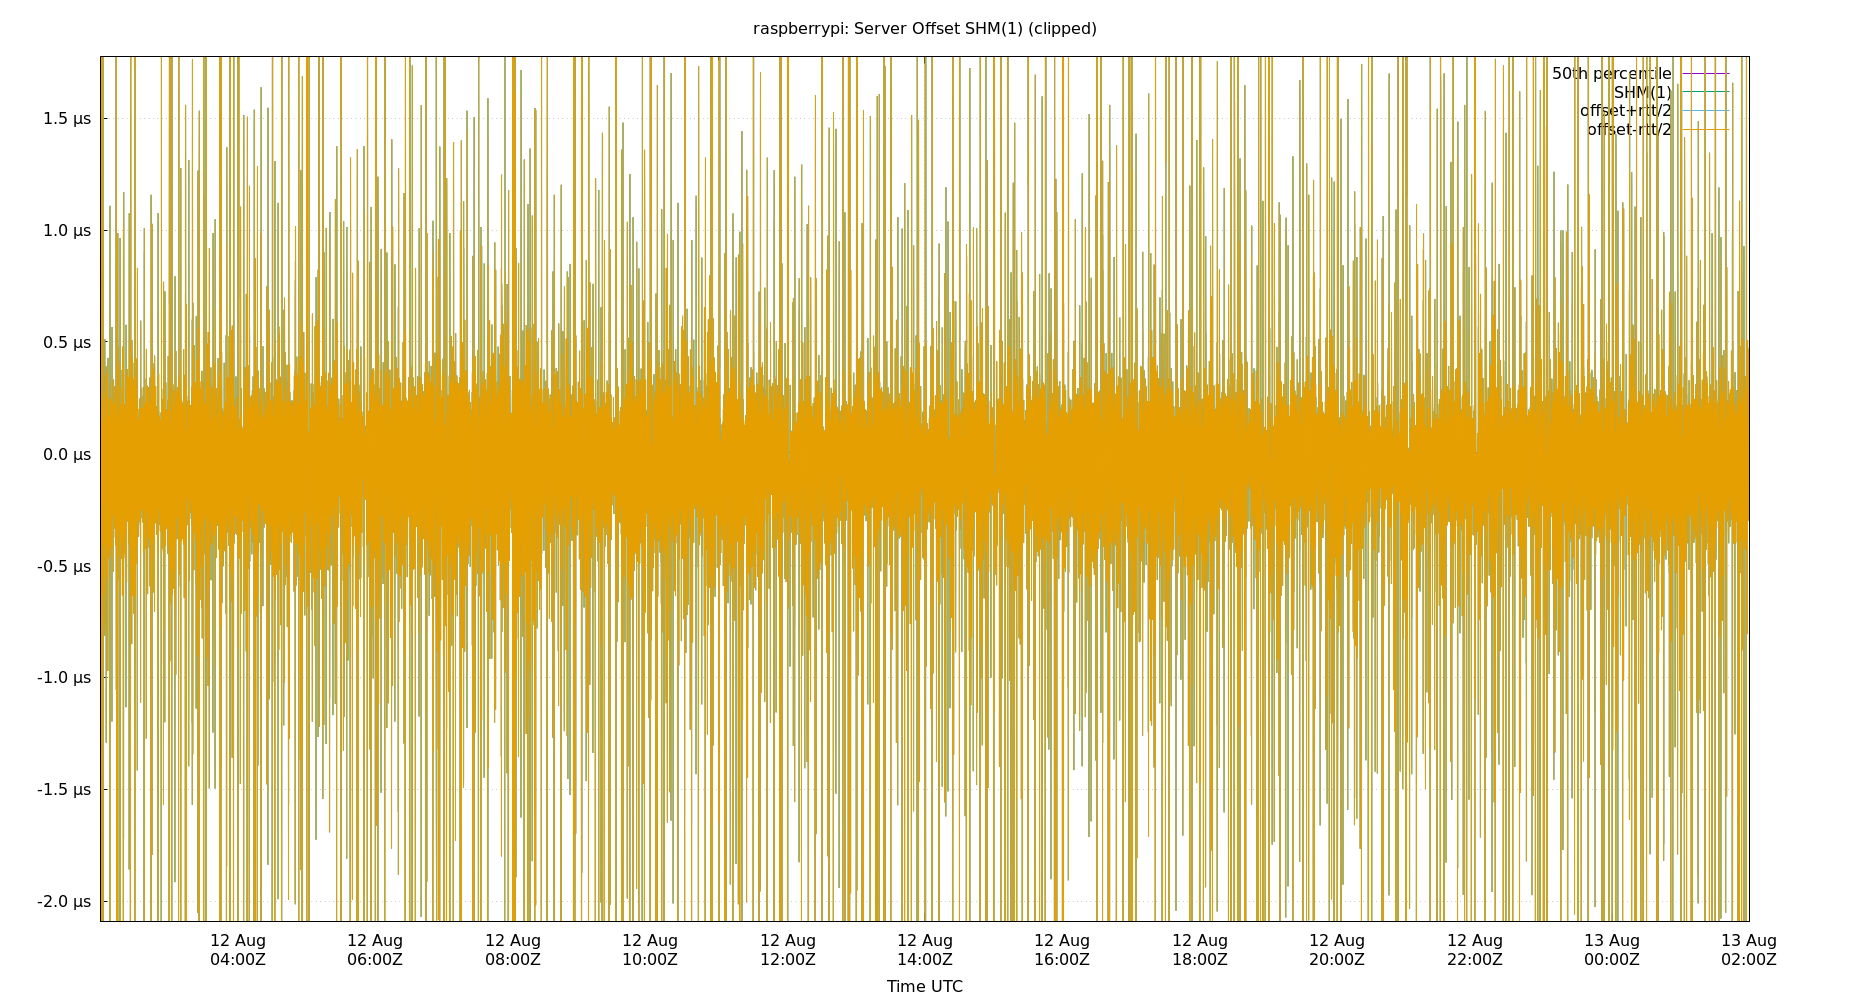 raspberrypi: Server Offset SHM(1) (clipped)
50th percentile
SHM(1)
offset+rtt/2
offset-rtt/2
1.5 µs
1.0 µs
0.5 µs
0.0 µs
-0.5 µs
-1.0 µs
-1.5 µs
-2.0 µs
12 Aug 12 Aug 12 Aug 12 Aug 12 Aug 12 Aug 12 Aug 12 Aug 12 Aug 12 Aug 13 Aug 13 Aug
04:00Z 06:00Z 08:00Z 10:00Z 12:00Z 14:00Z 16:00Z 18:00Z 20:00Z 22:00Z 00:00Z 02:00Z
Time UTC